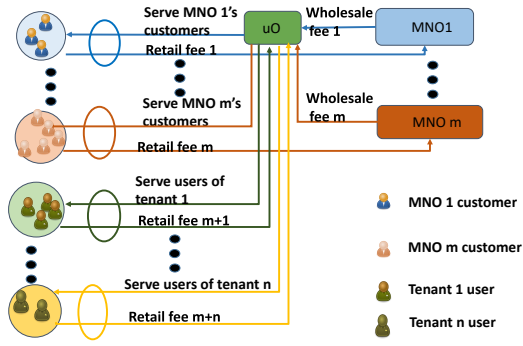 Serve MNO 1's
customers
Retail fee 1
uO
Wholesale
fee 1
MNO1
Serve MNO m's
customers
Retail fee m
Wholesale
fee m
MNO m
Serve users of
tenant 1
Retail fee m+1
Serve users of tenant n
Retail fee m+n
MNO 1 customer
MNO m customer
Tenant 1 user
Tenant n user